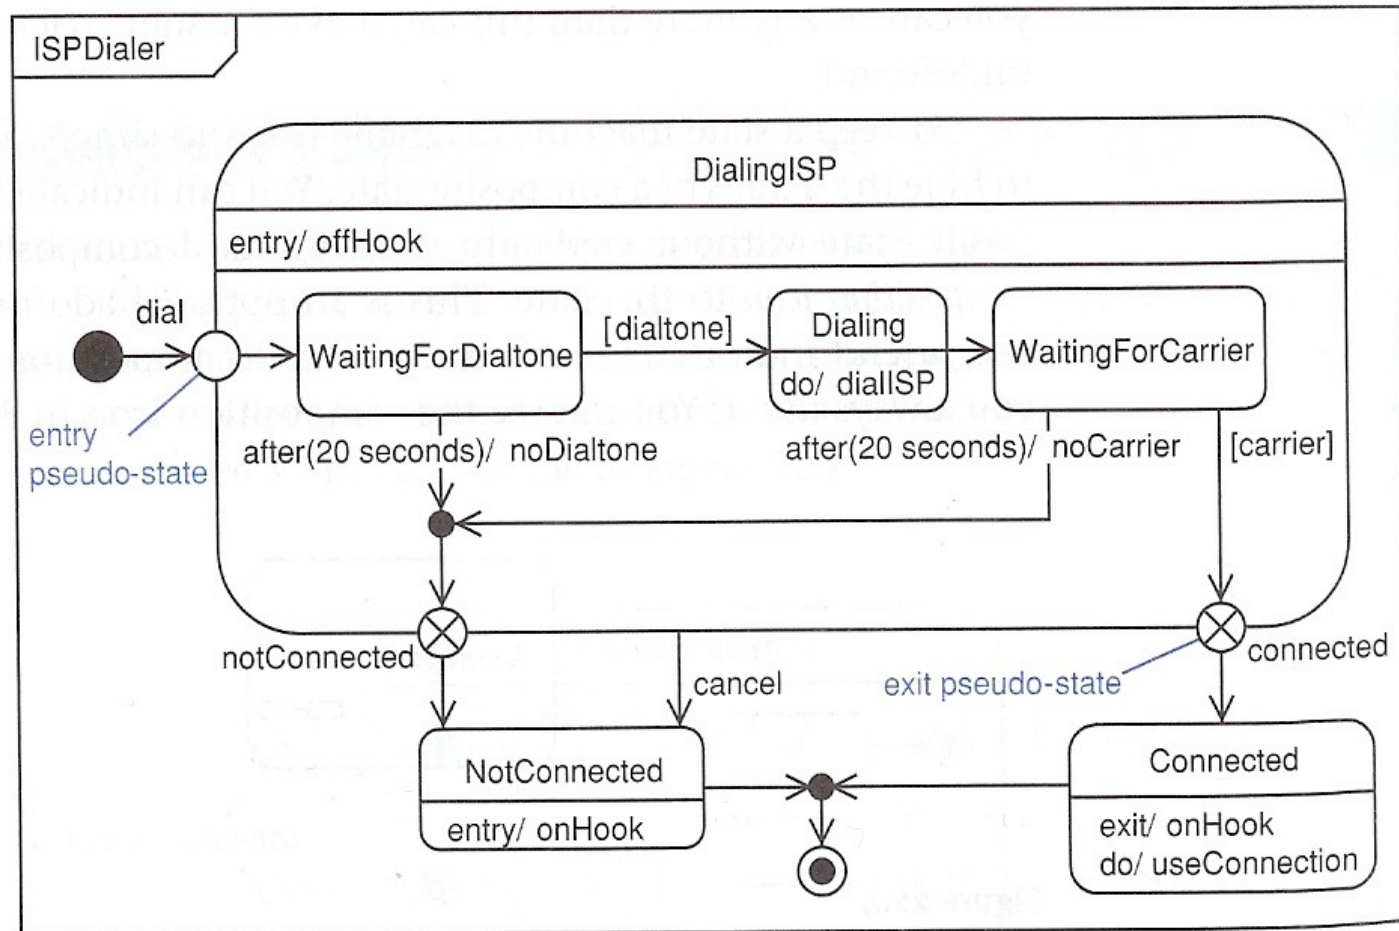 ISPDialer
DialingISP
entry/ offHook
dial
WaitingForDialtone
[dialtone]
Dialing
do/ dialISP
WaitingForCarrier
entry
pseudo-state
after(20 seconds)/ noDialtone
after(20 seconds)/ noCarrier
[carrier]
notConnected
cancel
exit pseudo-state
connected
NotConnected
entry/ onHook
Connected
exit/ onHook
do/ useConnection